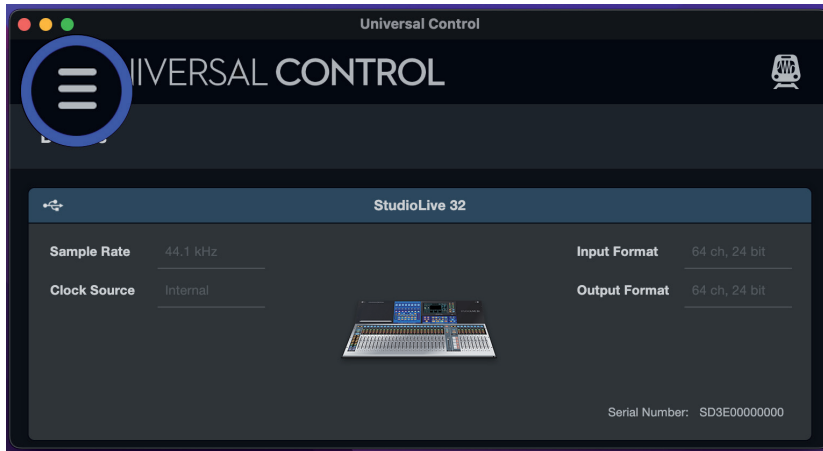 Universal Control
IVERSAL CONTROL
StudioLive 32
Sample Rate 44.1 kHz
Input Format 64 ch, 24 bit
Clock Source Internal
Output Format 64 ch, 24 bit
Serial Number: SD3E00000000